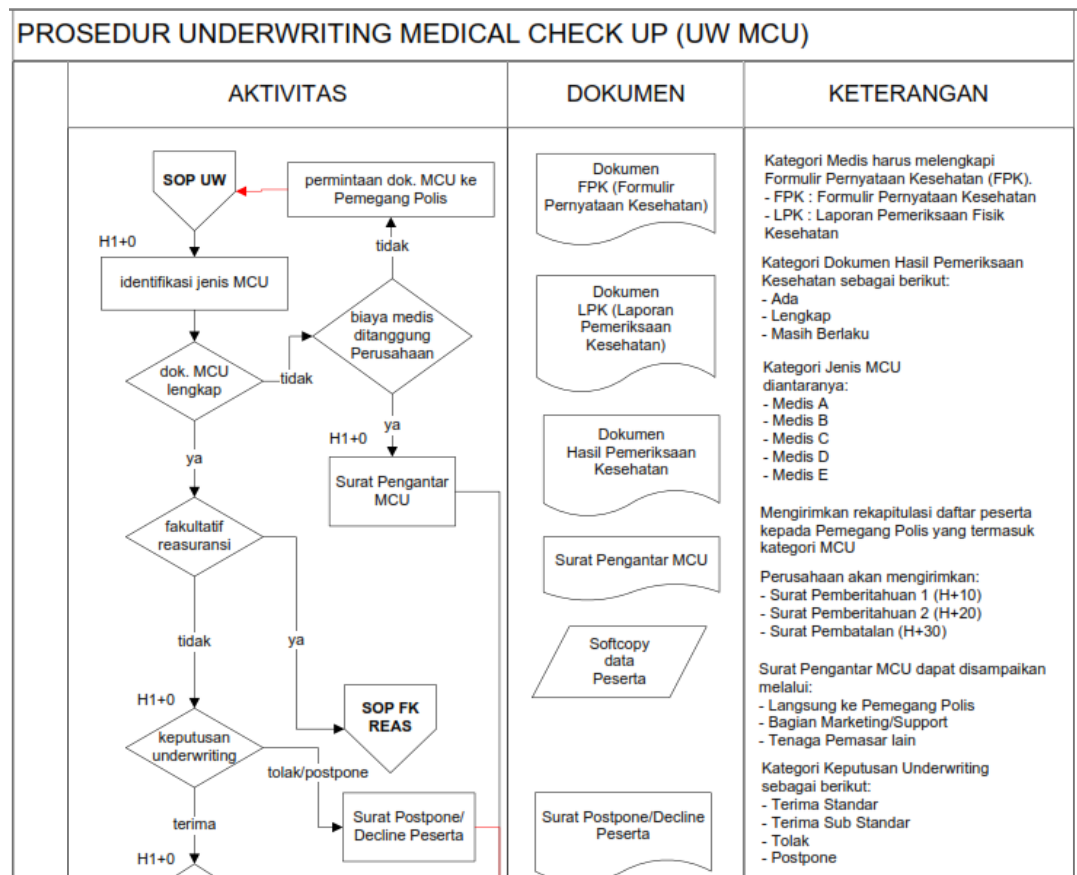 PROSEDUR UNDERWRITING MEDICAL CHECK UP (UW MCU)
AKTIVITAS
DOKUMEN
KETERANGAN
SOP UW
permintaan dok. MCU ke
Pemegang Polis
H1+0
tidak
identifikasi jenis MCU
biaya medis
ditanggung
Perusahaan
dok. MCU
lengkap
tidak
ya
H1+0
ya
Surat Pengantar
MCU
fakultatif
reasuransi
tidak
ya
H1+0
SOP FK
REAS
keputusan
underwriting
tolak/postpone
terima
Surat Postpone/
Decline Peserta
H1+0
Dokumen
FPK (Formulir
Pernyataan Kesehatan)
Dokumen
LPK (Laporan
Pemeriksaan
Kesehatan)
Dokumen
Hasil Pemeriksaan
Kesehatan
Surat Pengantar MCU
Softcopy
data
Peserta
Surat Postpone/Decline
Peserta
Kategori Medis harus melengkapi
Formulir Pernyataan Kesehatan (FPK).
- FPK : Formulir Pernyataan Kesehatan
- LPK : Laporan Pemeriksaan Fisik
Kesehatan
Kategori Dokumen Hasil Pemeriksaan
Kesehatan sebagai berikut:
- Ada
- Lengkap
- Masih Berlaku
Kategori Jenis MCU
diantaranya:
- Medis A
- Medis B
- Medis C
- Medis D
- Medis E
Mengirimkan rekapitulasi daftar peserta
kepada Pemegang Polis yang termasuk
kategori MCU
Perusahaan akan mengirimkan:
- Surat Pemberitahuan 1 (H+10)
- Surat Pemberitahuan 2 (H+20)
- Surat Pembatalan (H+30)
Surat Pengantar MCU dapat disampaikan
melalui:
- Langsung ke Pemegang Polis
- Bagian Marketing/Support
- Tenaga Pemasar lain
Kategori Keputusan Underwriting
sebagai berikut:
- Terima Standar
- Terima Sub Standar
- Tolak
- Postpone